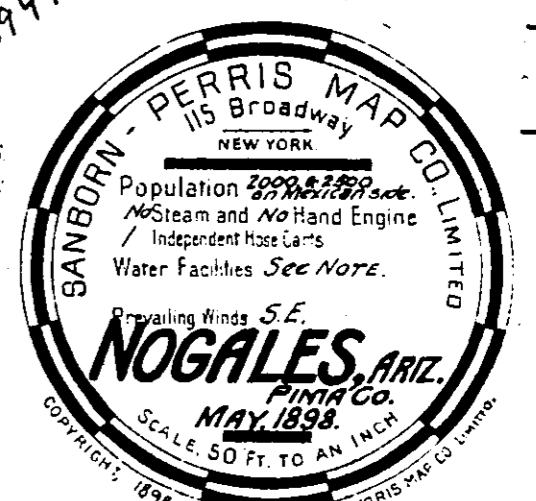 SANBORN - PERRIS MAP CO., LIMITED
115 Broadway
NEW YORK.
Population 2000, & 2500 on Mexican side.
No Steam and No Hand Engine
1 Independent Hose Carts
Water Facilities See NOTE.
Prevailing Winds S.E.
NOGALES, ARIZ.
PIMA Co.
MAY, 1898.
SCALE, 50 FT. TO AN INCH
COPYRIGHT, 1898
PERRIS MAP CO. LIMITED.